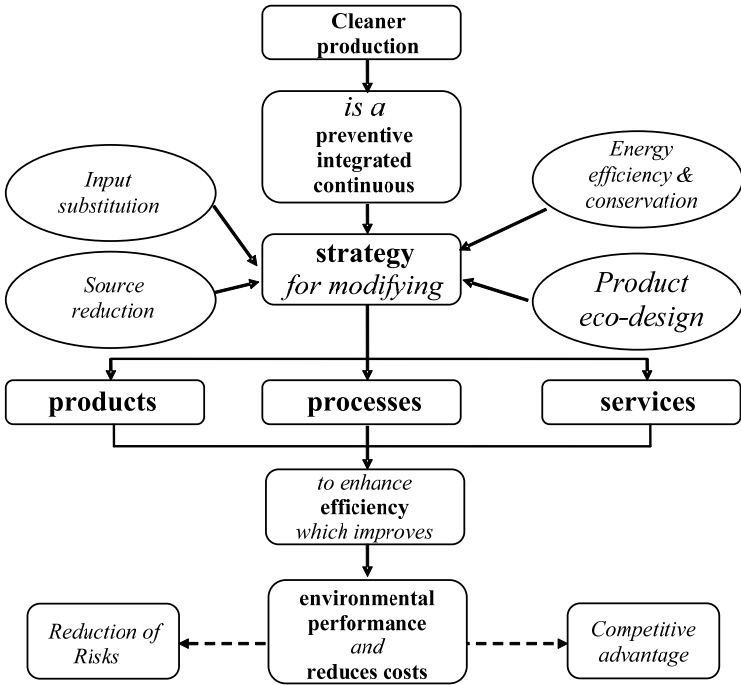 Cleaner
production
is a
preventive
integrated
continuous
Input
substitution
Energy
efficiency &
conservation
strategy
for modifying
Source
reduction
Product
eco-design
products
processes
services
to enhance
efficiency
which improves
environmental
performance
and
reduces costs
Reduction of
Risks
Competitive
advantage